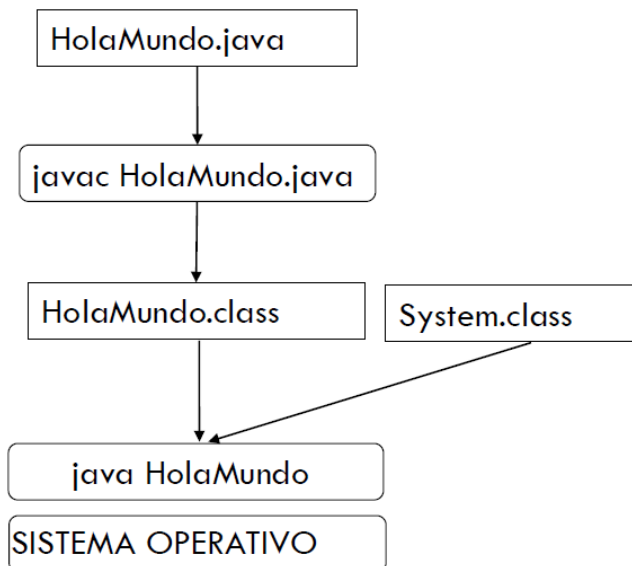 HolaMundo.java
javac HolaMundo.java
HolaMundo.class
System.class
java HolaMundo
SISTEMA OPERATIVO